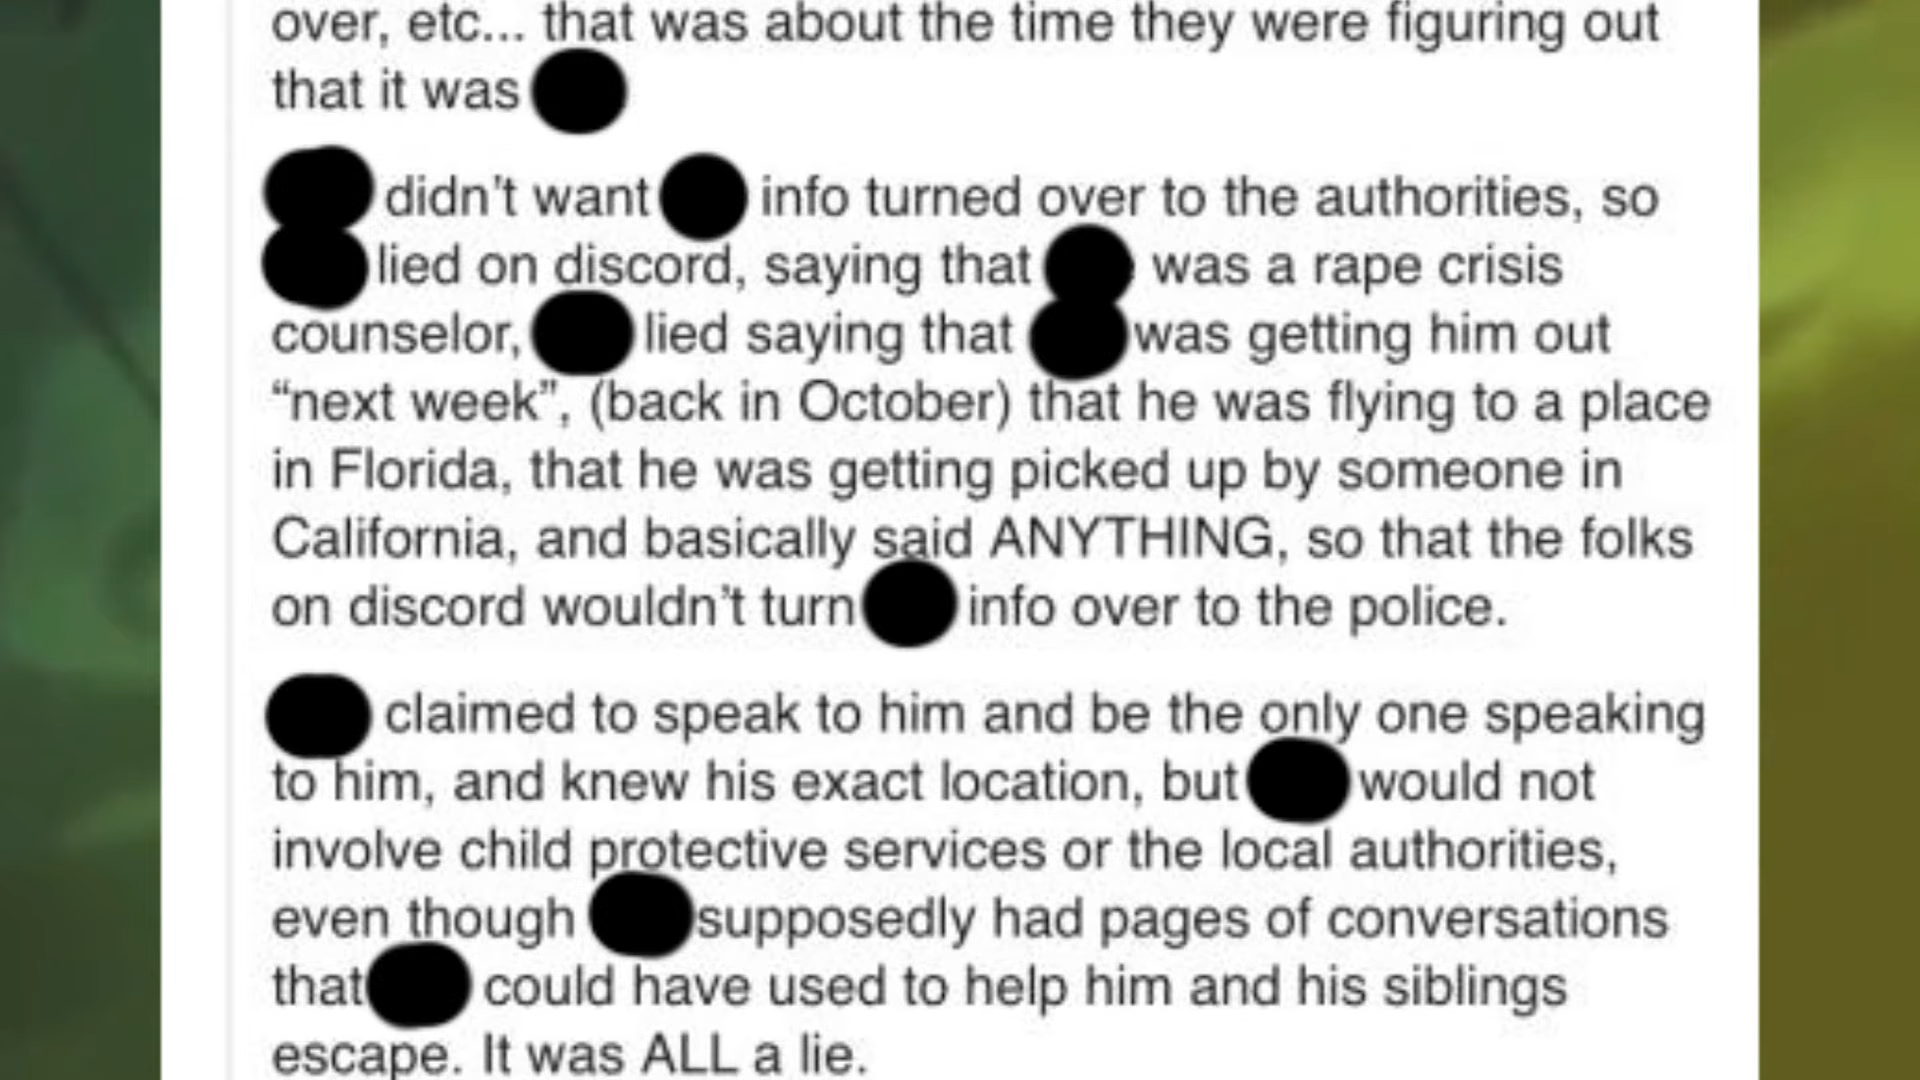 over, etc... that was about the time they were figuring out
that it was
didn't want info turned over to the authorities, so
lied on discord, saying that was a rape crisis
counselor, lied saying that was getting him out
“next week”, (back in October) that he was flying to a place
in Florida, that he was getting picked up by someone in
California, and basically said ANYTHING, so that the folks
on discord wouldn't turn info over to the police.
claimed to speak to him and be the only one speaking
to him, and knew his exact location, but would not
involve child protective services or the local authorities,
even though supposedly had pages of conversations
that could have used to help him and his siblings
escape. It was ALL a lie.